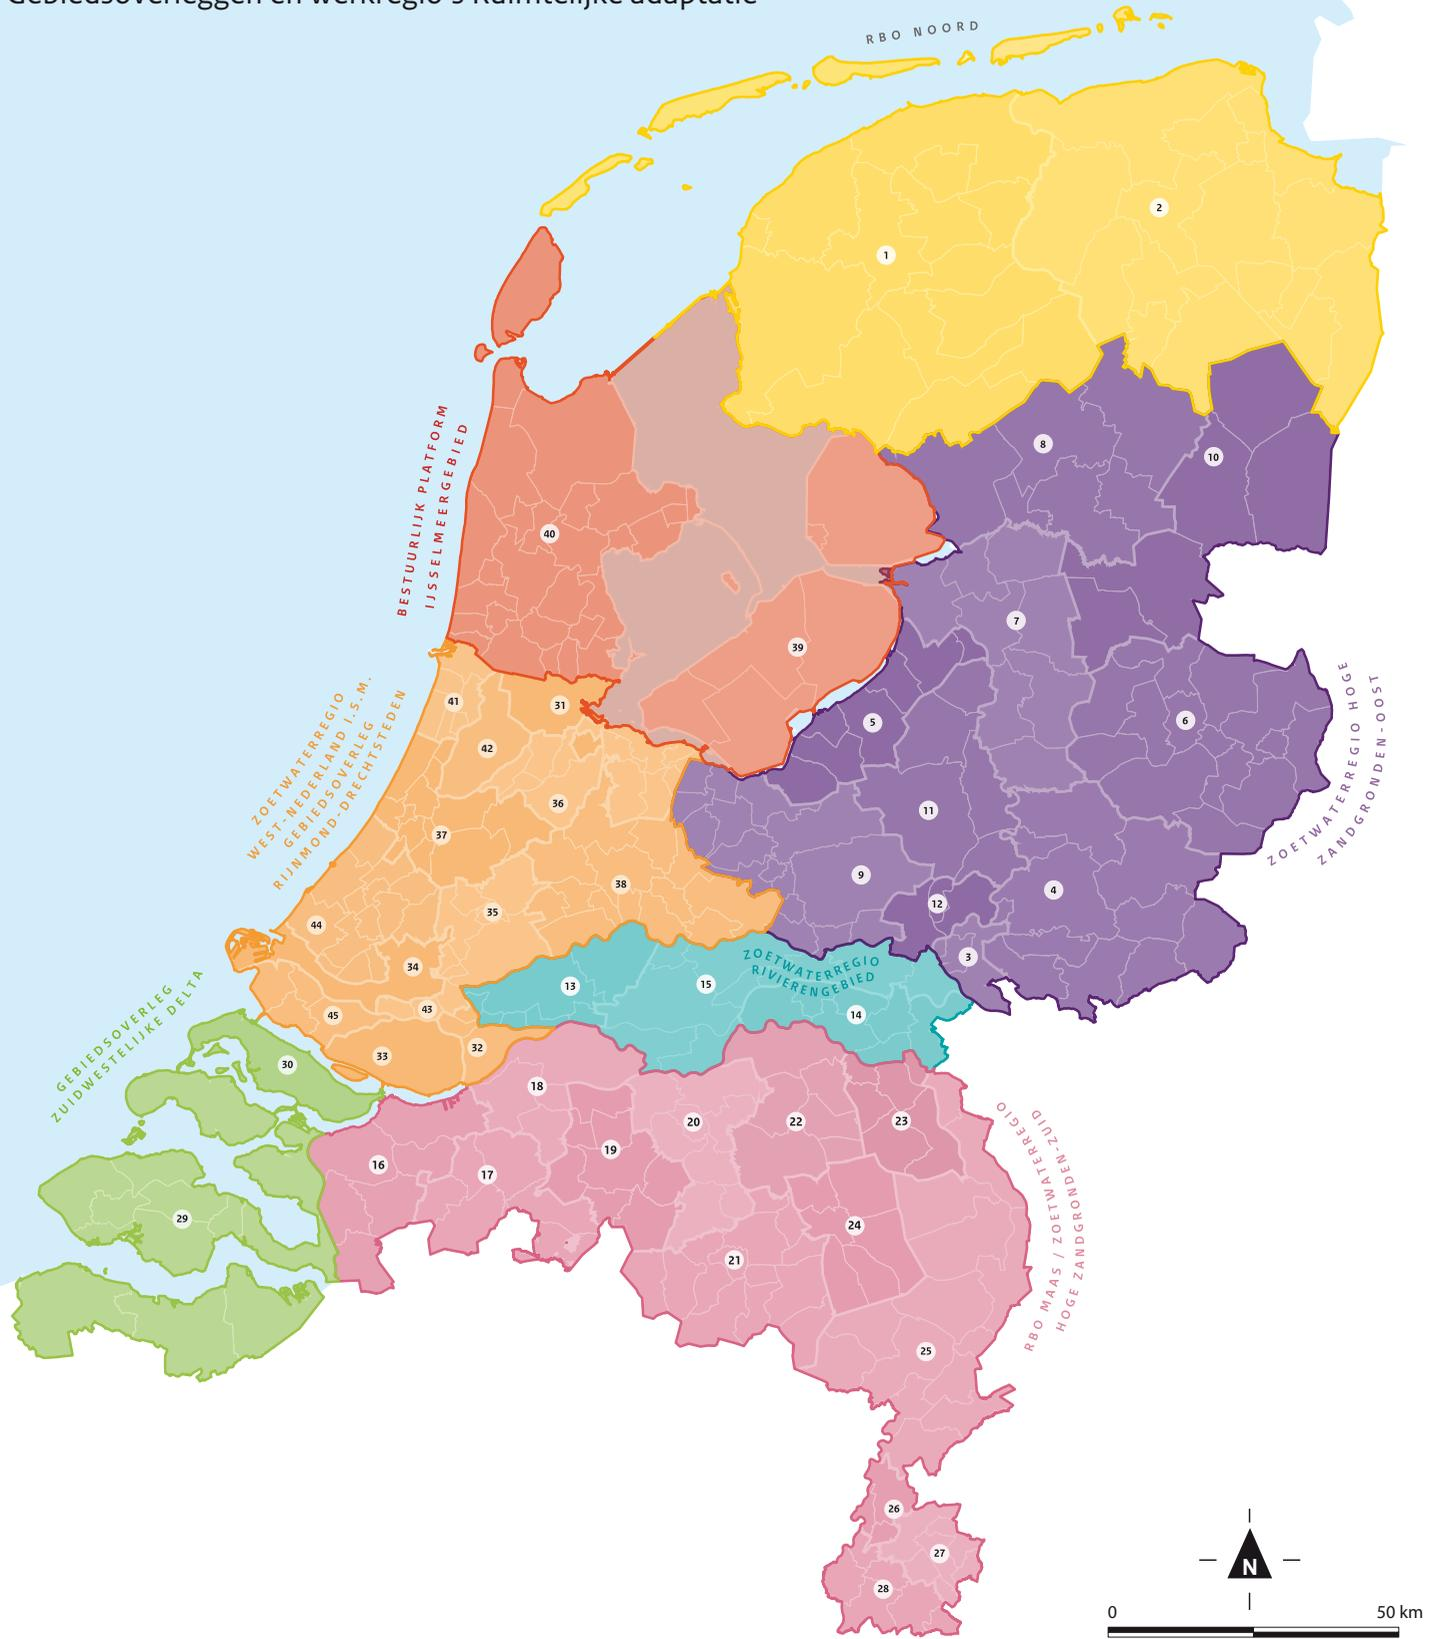 Gebiedsoverleggen en werkregio's Ruimtelijke adaptatie
RBO NOORD
2
1
BESTUURLIJK PLATFORM
IJSSELMEERGEBIED
8
10
40
7
39
ZOETWATERREGIO
WEST-NEDERLAND I.S.M.
GEBIEDSOVERLEG
RIJNMOND-DRECHTSTEDEN
41
31
5
6
42
ZOETWATERREGIO HOGE
ZANDGRONDEN-OOST
36
11
37
9
38
4
12
35
44
3
34
ZOETWATERREGIO
RIVIERENGEBIED
13
15
GEBIEDSOVERLEG
ZUIDWESTELIJKE DELTA
45
43
14
32
33
30
18
20
22
23
19
16
17
RBO MAAS / ZOETWATERREGIO
HOGE ZANDGRONDEN-ZUID
29
24
21
25
26
27
28
N
0 50 km